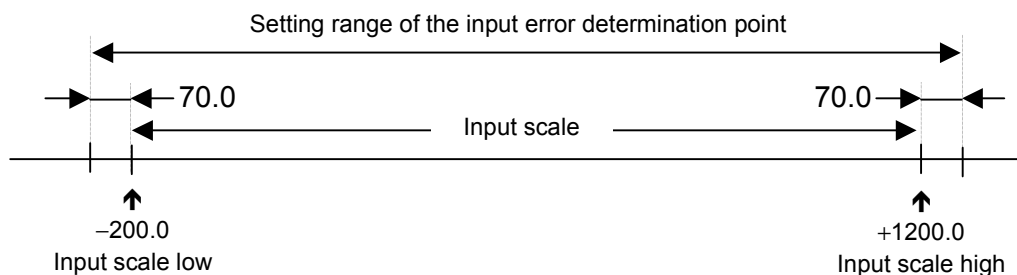 Setting range of the input error determination point
70.0 70.0
Input scale
−200.0 +1200.0
Input scale low Input scale high